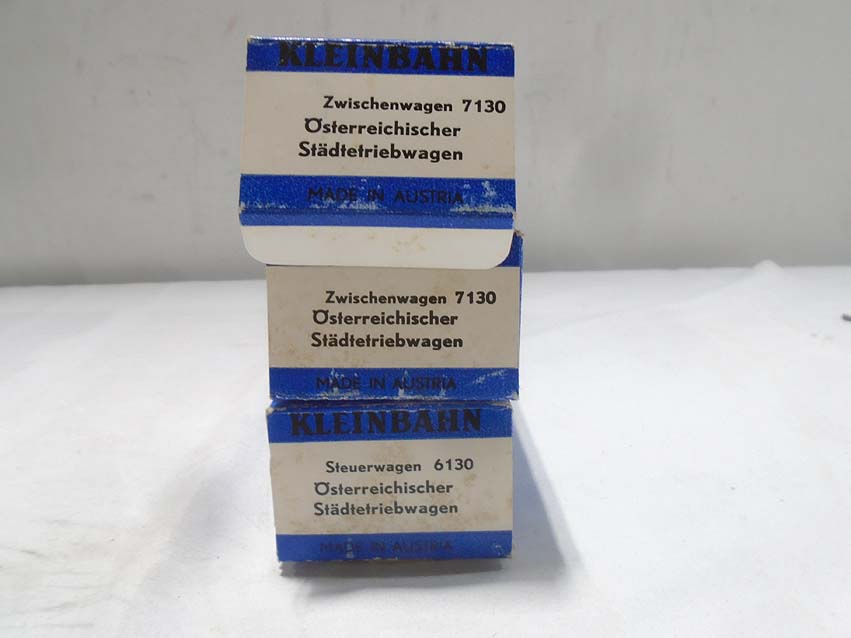 KLEINBAHN
Zwischenwagen 7130
Österreichischer
Städtetriebwagen
MADE IN AUSTRIA
Zwischenwagen 7130
Österreichischer
Städtetriebwagen
MADE IN AUSTRIA
KLEINBAHN
Steuerwagen 6130
Österreichischer
Städtetriebwagen
MADE IN AUSTRIA